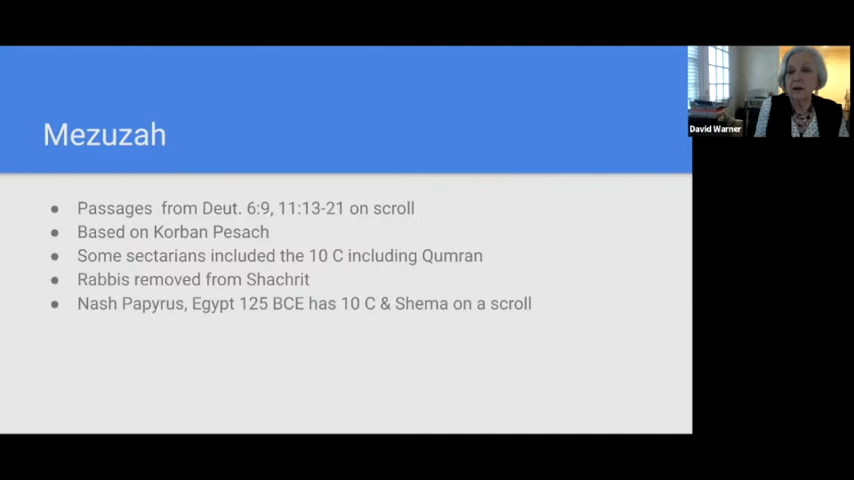 Mezuzah
David Warner
● Passages from Deut. 6:9, 11:13-21 on scroll
● Based on Korban Pesach
● Some sectarians included the 10 C including Qumran
● Rabbis removed from Shachrit
● Nash Papyrus, Egypt 125 BCE has 10 C & Shema on a scroll